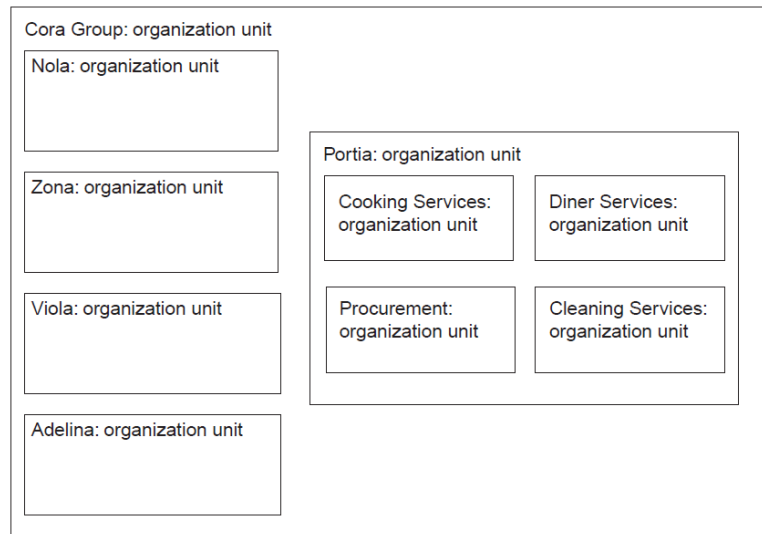 Cora Group: organization unit
Nola: organization unit
Zona: organization unit
Viola: organization unit
Adelina: organization unit
Portia: organization unit
Cooking Services:
organization unit
Diner Services:
organization unit
Procurement:
organization unit
Cleaning Services:
organization unit